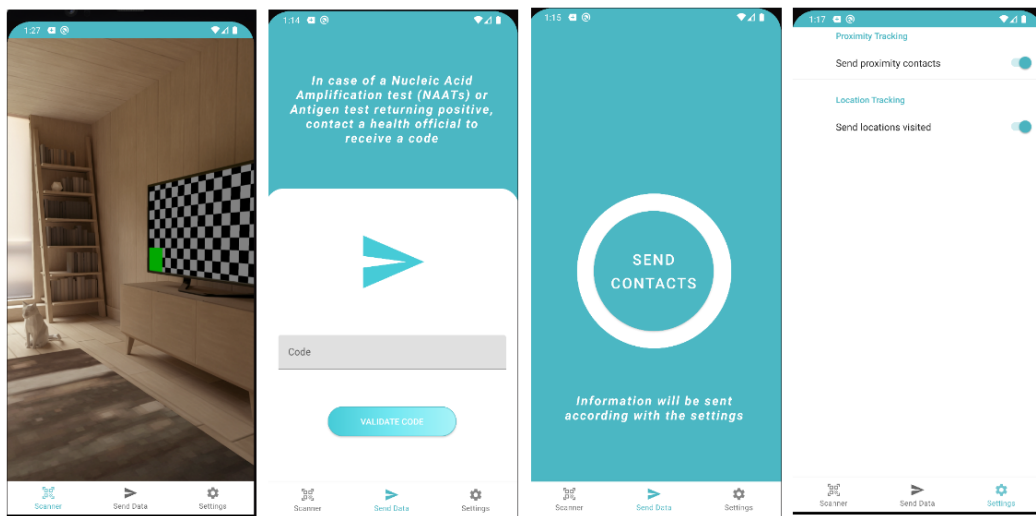 1:27
Scanner
Send Data
Settings
1:14
In case of a Nucleic Acid
Amplification test (NAATs) or
Antigen test returning positive,
contact a health official to
receive a code
Code
VALIDATE CODE
Scanner
Send Data
Settings
1:15
SEND
CONTACTS
Information will be sent
according with the settings
Scanner
Send Data
Settings
1:17
Proximity Tracking
Send proximity contacts
Location Tracking
Send locations visited
Scanner
Send Data
Settings